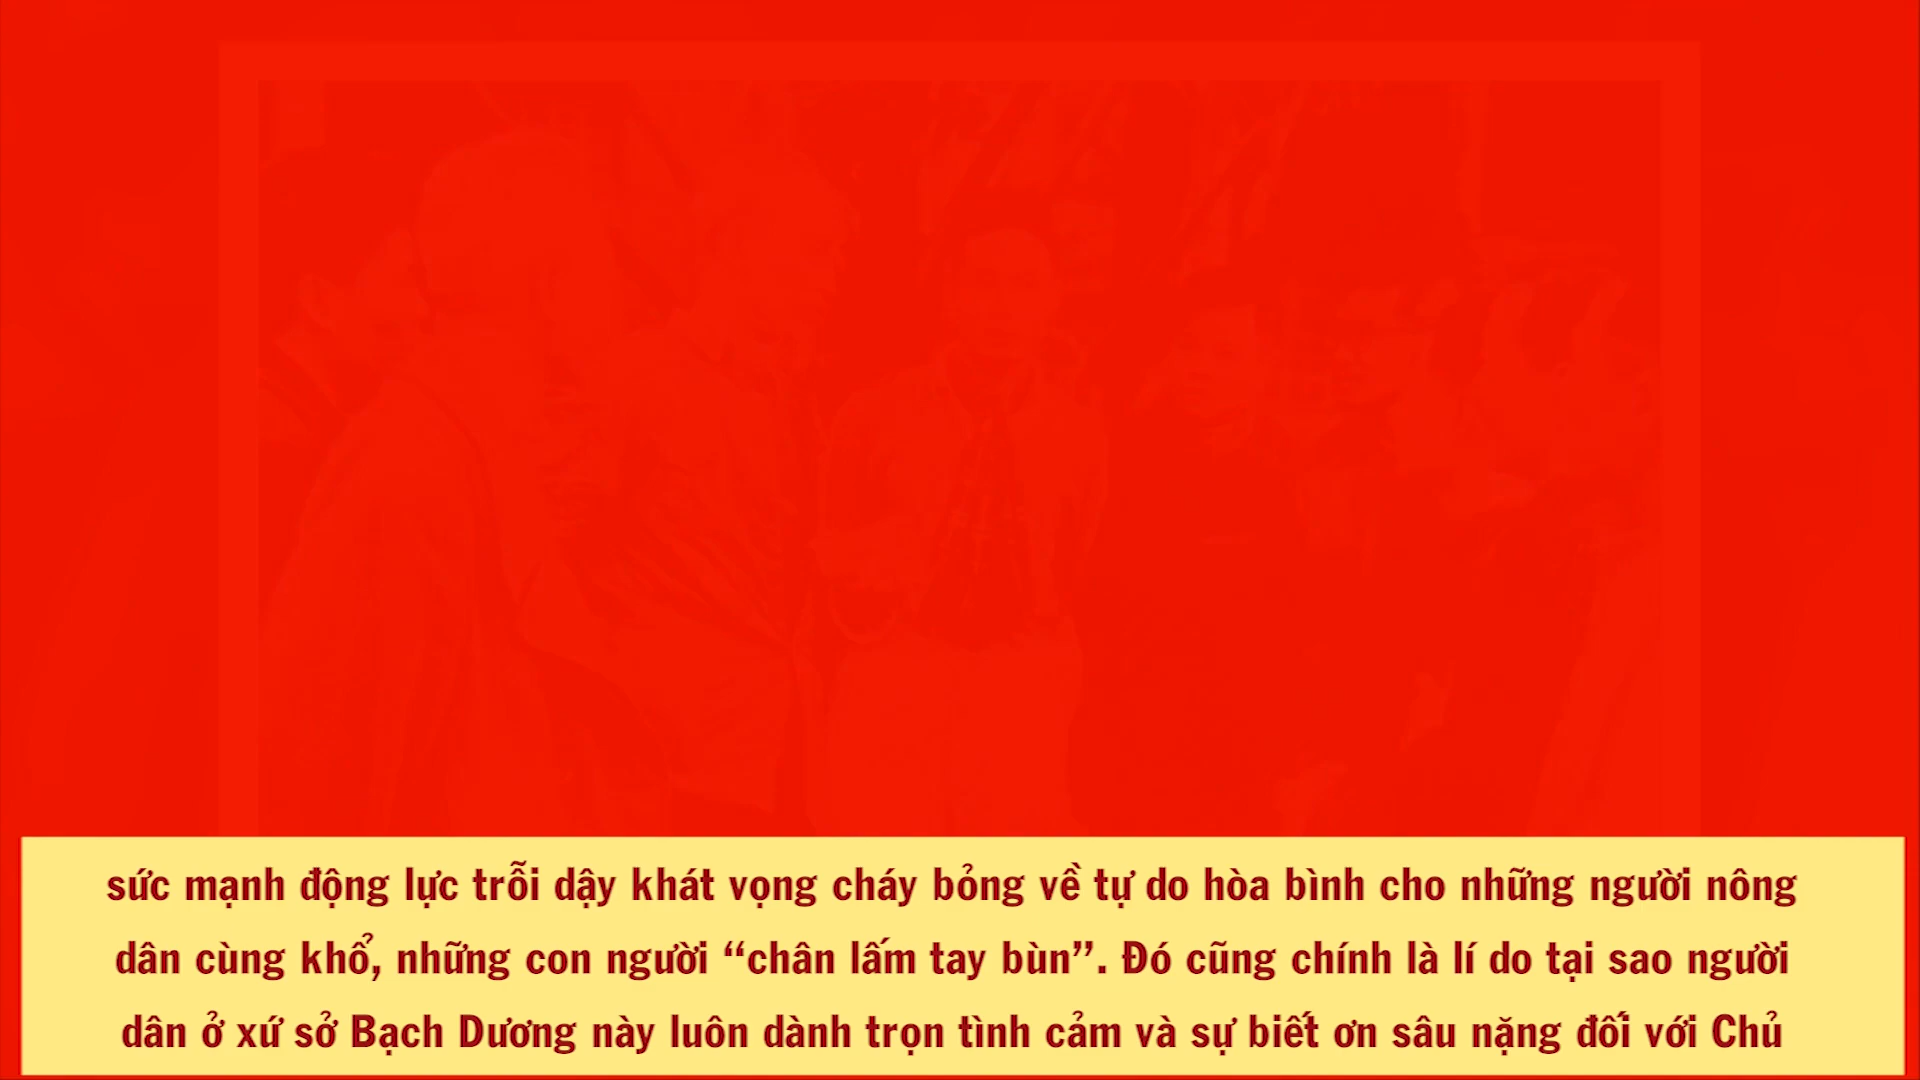 sức mạnh động lực trỗi dậy khát vọng cháy bỏng về tự do hòa bình cho những người nông
dân cùng khổ, những con người “chân lấm tay bùn”. Đó cũng chính là lí do tại sao người
dân ở xứ sở Bạch Dương này luôn dành trọn tình cảm và sự biết ơn sâu nặng đối với Chủ